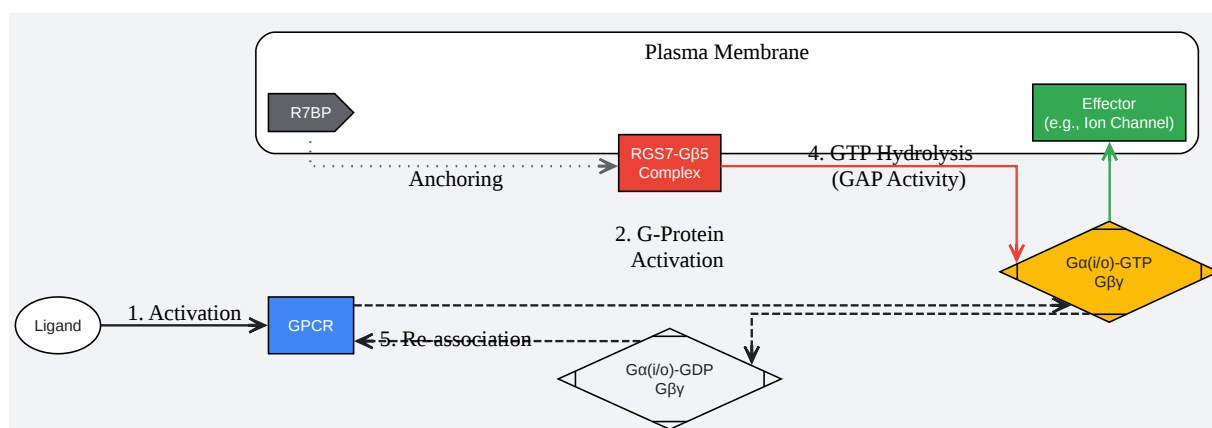 Plasma Membrane
R7BP
Effector
(e.g., Ion Channel)
RGS7-Gβ5
Complex
4. GTP Hydrolysis
(GAP Activity)
Anchoring
2. G-Protein
Activation
Gα(i/o)-GTP
Gβγ
Ligand
1. Activation
GPCR
5. Re-association
Gα(i/o)-GDP
Gβγ